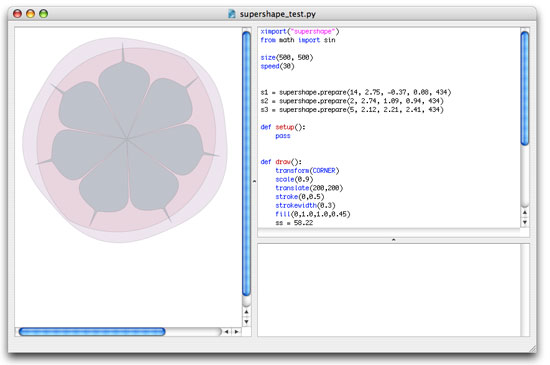 supershape_test.py
ximport("supershape")
from math import sin
size(500, 500)
speed(30)
s1 = supershape.prepare(14, 2.75, -0.37, 0.08, 434)
s2 = supershape.prepare(2, 2.74, 1.09, 0.94, 434)
s3 = supershape.prepare(5, 2.12, 2.21, 2.41, 434)
def setup():
    pass
def draw():
    transform(CORNER)
    scale(0.9)
    translate(200,200)
    stroke(0,0.5)
    strokewidth(0.3)
    fill(0,1.0,1.0,0.45)
    ss = 58.22